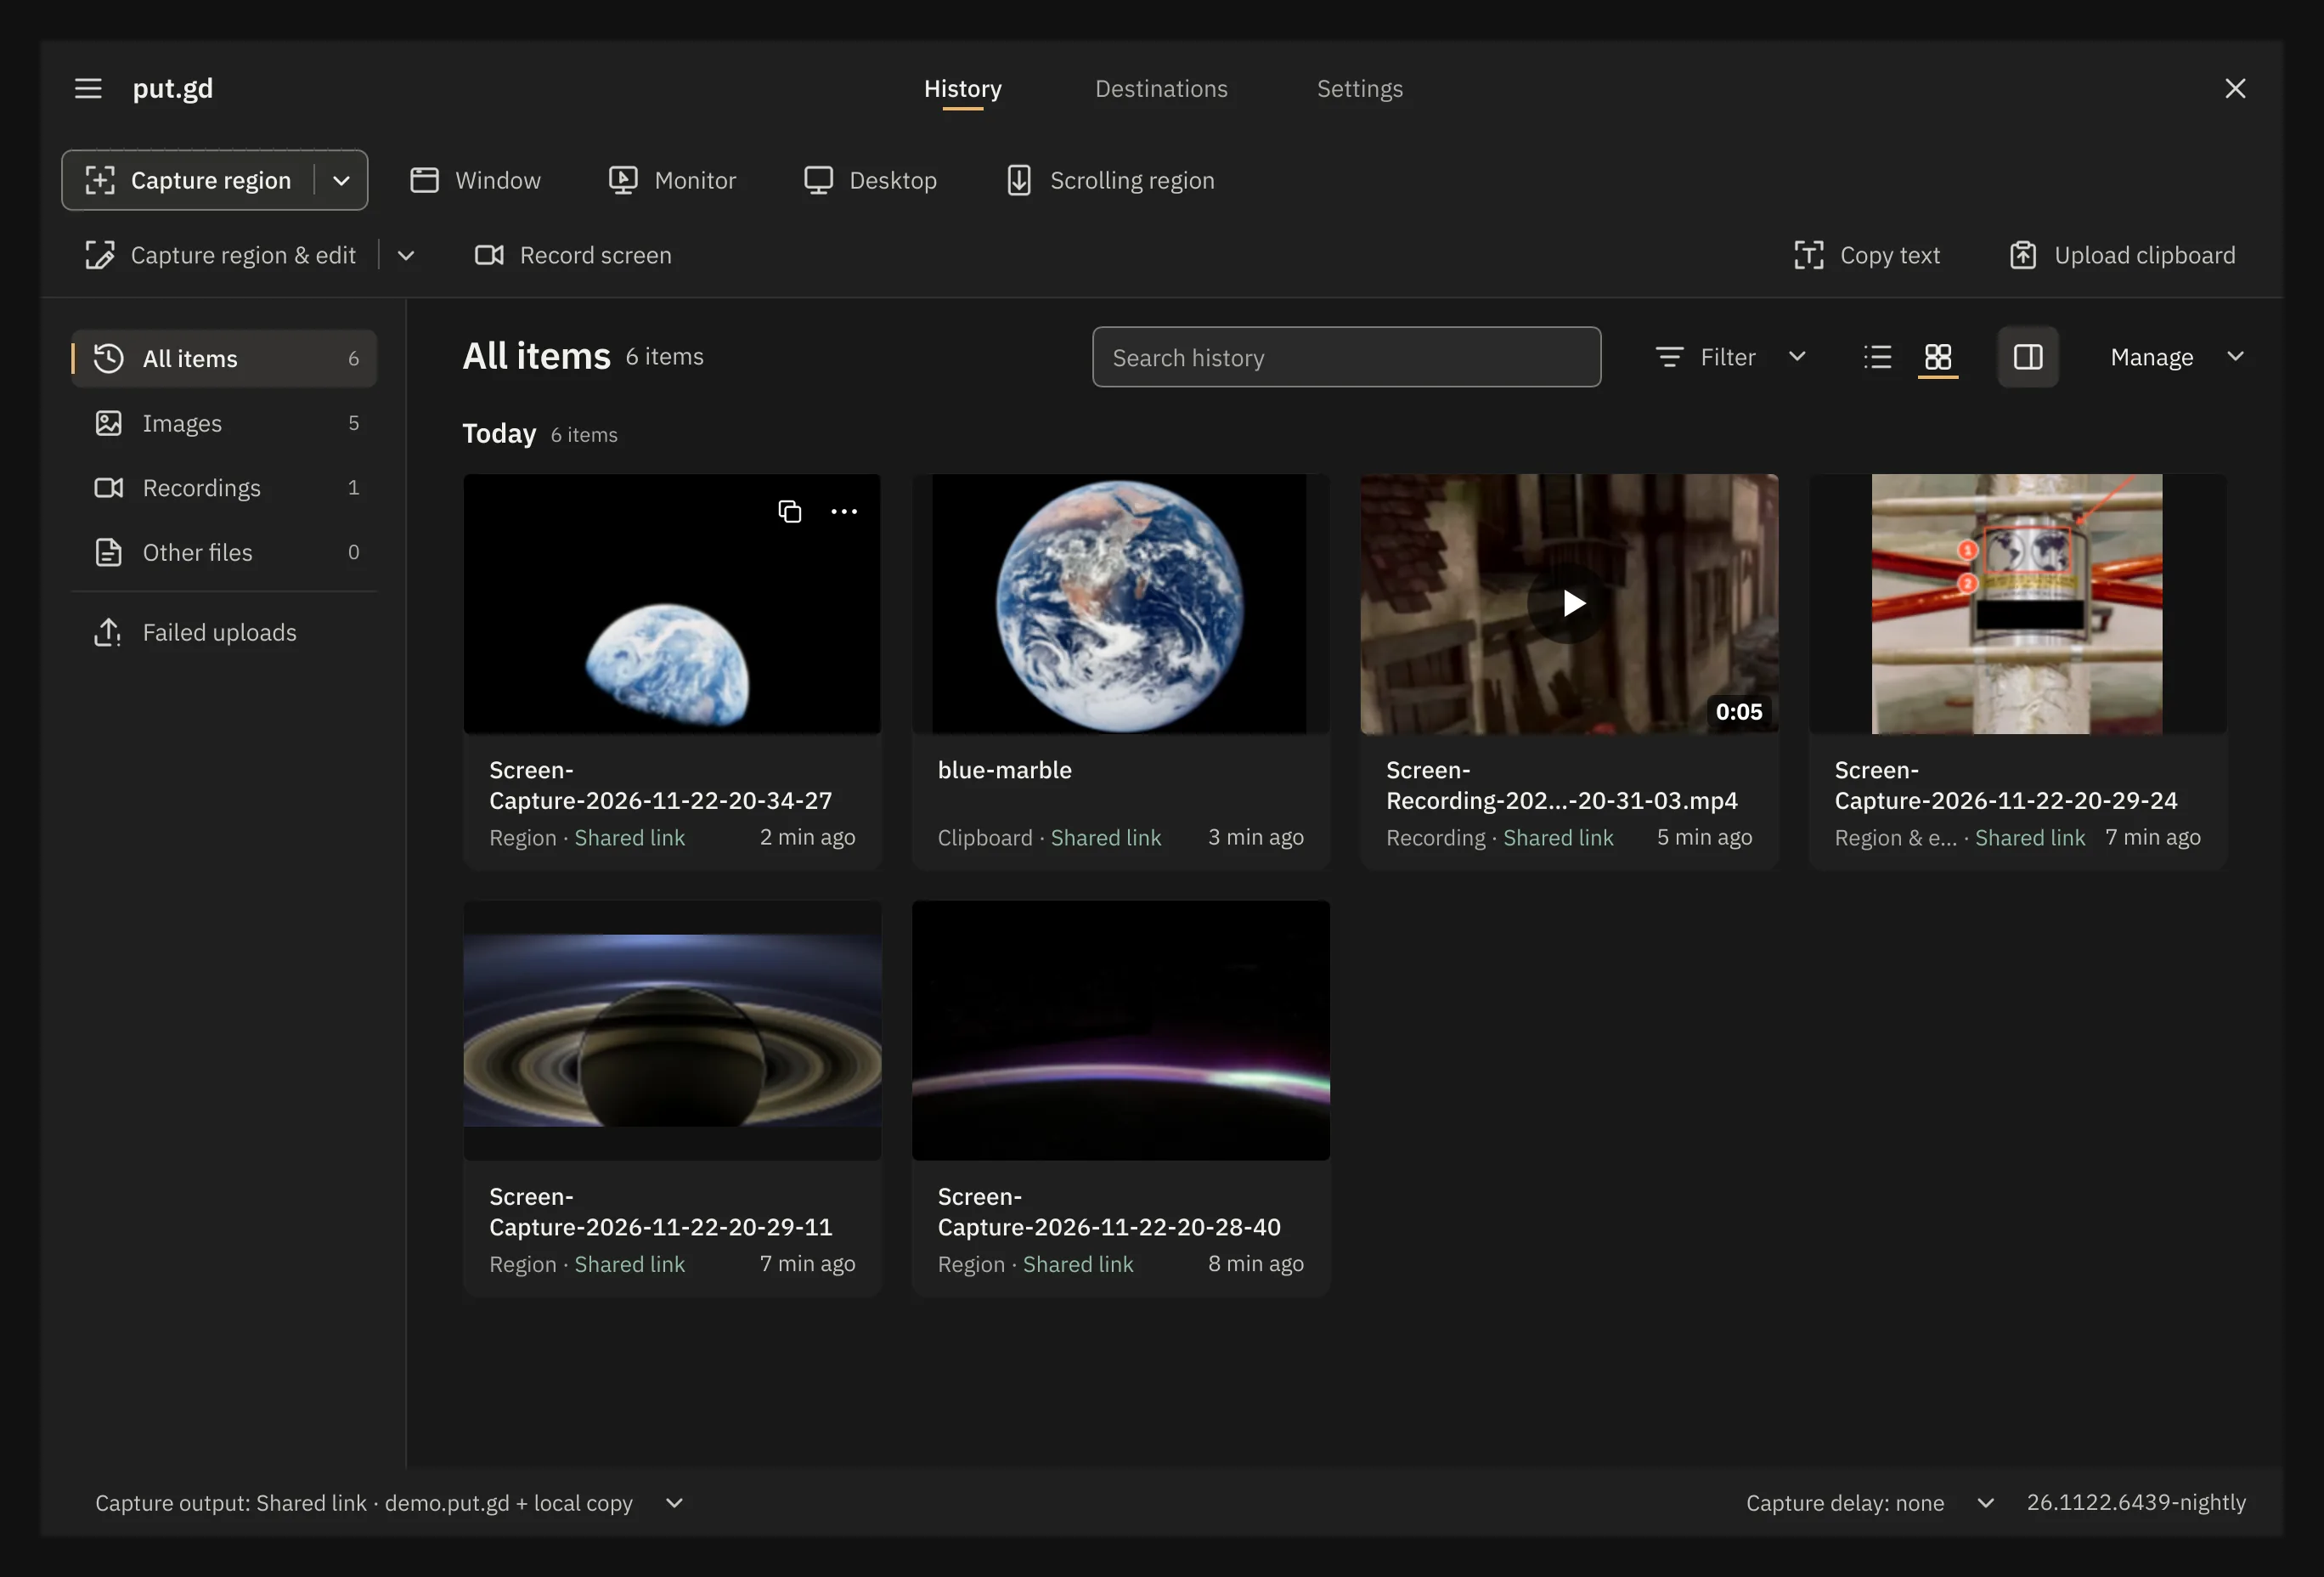 put.gd
History
Destinations
Settings
Capture region
Window
Monitor
Desktop
Scrolling region
Capture region & edit
Record screen
Copy text
Upload clipboard
All items 6
Images 5
Recordings 1
Other files 0
Failed uploads
All items 6 items
Search history
Filter
Manage
Today 6 items
Screen-
Capture-2026-11-22-20-34-27
Region · Shared link 2 min ago
blue-marble
Clipboard · Shared link 3 min ago
0:05
Screen-
Recording-202...-20-31-03.mp4
Recording · Shared link 5 min ago
1
2
Screen-
Capture-2026-11-22-20-29-24
Region & e... · Shared link 7 min ago
Screen-
Capture-2026-11-22-20-29-11
Region · Shared link 7 min ago
Screen-
Capture-2026-11-22-20-28-40
Region · Shared link 8 min ago
Capture output: Shared link · demo.put.gd + local copy
Capture delay: none
26.1122.6439-nightly